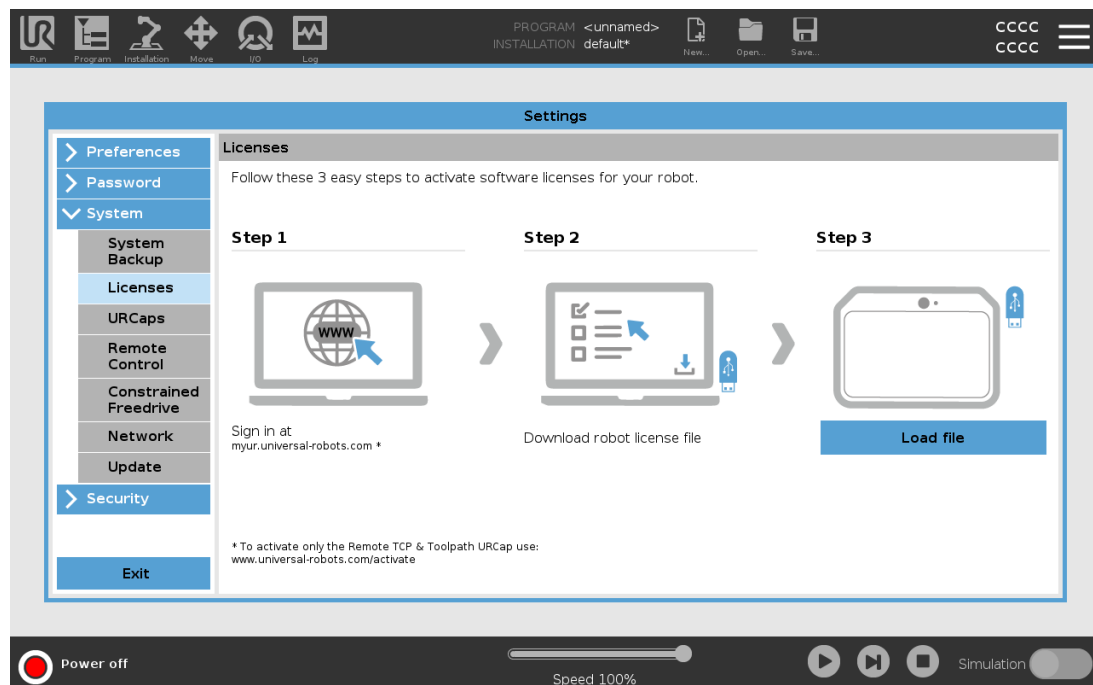 PROGRAM <unnamed>
INSTALLATION default*
CCCC
CCCC
UR
Run
Program
Installation
Move
I/O
Log
New...
Open...
Save...
Settings
Preferences
Password
System
System
Backup
Licenses
URCaps
Remote
Control
Constrained
Freedrive
Network
Update
Security
Exit
Licenses
Follow these 3 easy steps to activate software licenses for your robot.
Step 1
WWW
Sign in at
myur.universal-robots.com *
Step 2
Download robot license file
Step 3
Load file
* To activate only the Remote TCP & Toolpath URCap use:
www.universal-robots.com/activate
Power off
Speed 100%
Simulation